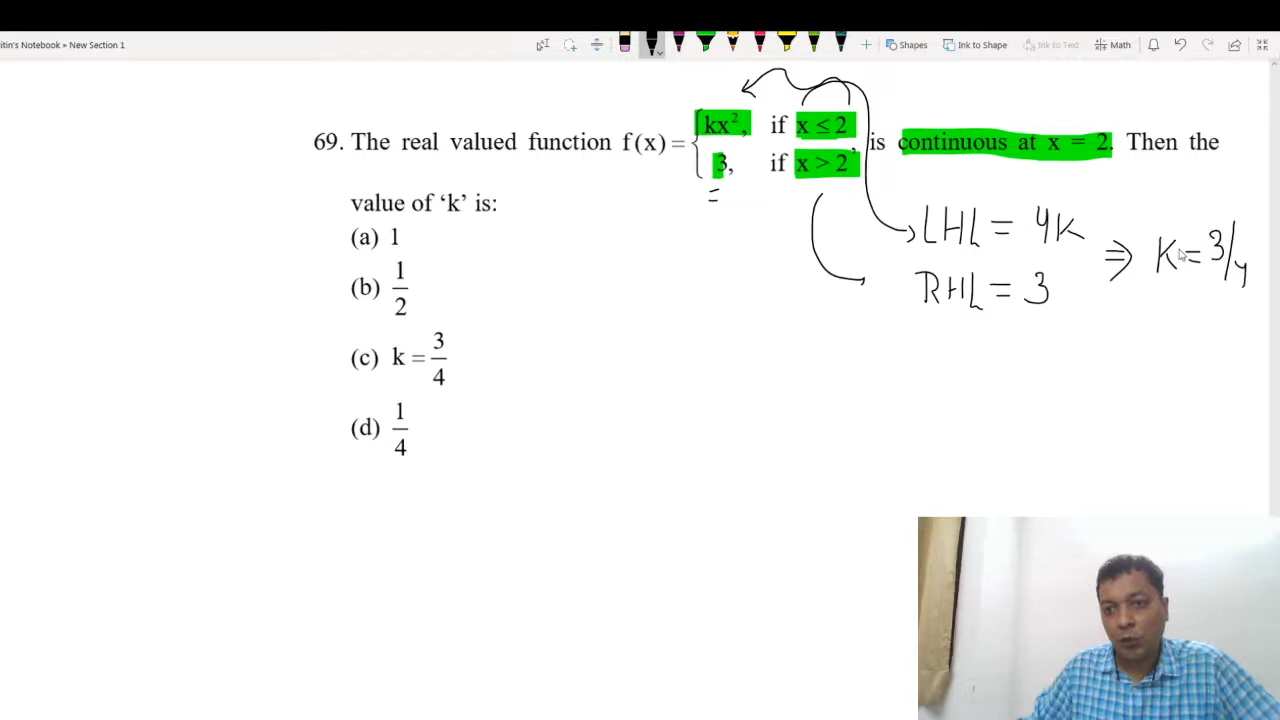 itin's Notebook » New Section 1
Shapes Ink to Shape Ink to Text Math
69. The real valued function f(x) = { kx², if x ≤ 2
3, if x > 2 , is continuous at x = 2. Then the
value of ‘k’ is:
(a) 1
(b) 1/2
(c) k = 3/4
(d) 1/4
LHL = 4K
RHL = 3
⇒ K = 3/4